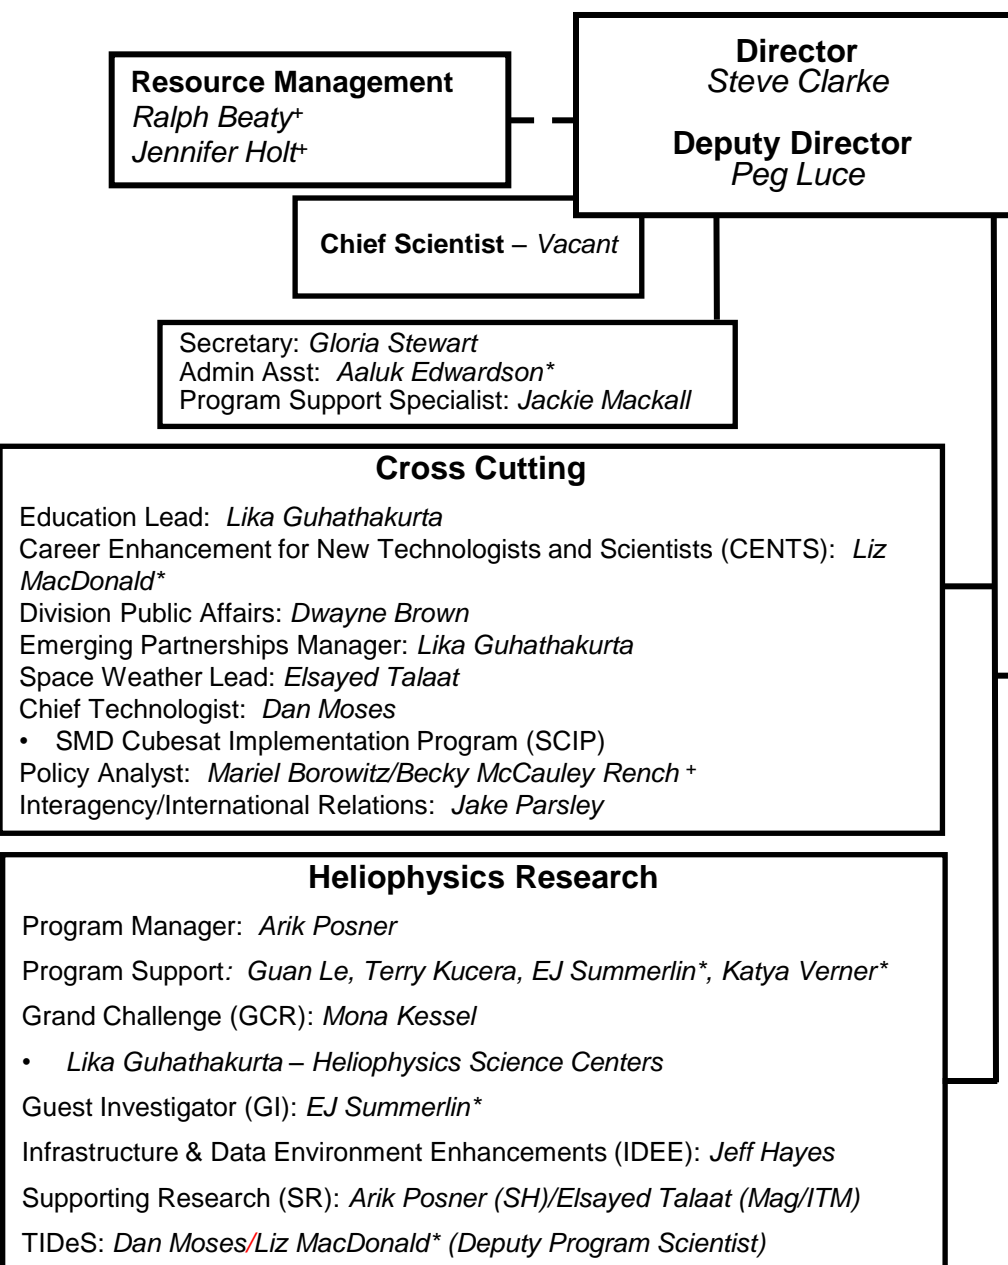 Director
Steve Clarke
Deputy Director
Peg Luce
Resource Management
Ralph Beaty+
Jennifer Holt+
Chief Scientist – Vacant
Secretary: Gloria Stewart
Admin Asst: Aaluk Edwardson*
Program Support Specialist: Jackie Mackall
Cross Cutting
Education Lead: Lika Guhathakurta
Career Enhancement for New Technologists and Scientists (CENTS): Liz
MacDonald*
Division Public Affairs: Dwayne Brown
Emerging Partnerships Manager: Lika Guhathakurta
Space Weather Lead: Elsayed Talaat
Chief Technologist: Dan Moses
• SMD Cubesat Implementation Program (SCIP)
Policy Analyst: Mariel Borowitz/Becky McCauley Rench +
Interagency/International Relations: Jake Parsley
Heliophysics Research
Program Manager: Arik Posner
Program Support: Guan Le, Terry Kucera, EJ Summerlin*, Katya Verner*
Grand Challenge (GCR): Mona Kessel
• Lika Guhathakurta – Heliophysics Science Centers
Guest Investigator (GI): EJ Summerlin*
Infrastructure & Data Environment Enhancements (IDEE): Jeff Hayes
Supporting Research (SR): Arik Posner (SH)/Elsayed Talaat (Mag/ITM)
TIDeS: Dan Moses/Liz MacDonald* (Deputy Program Scientist)